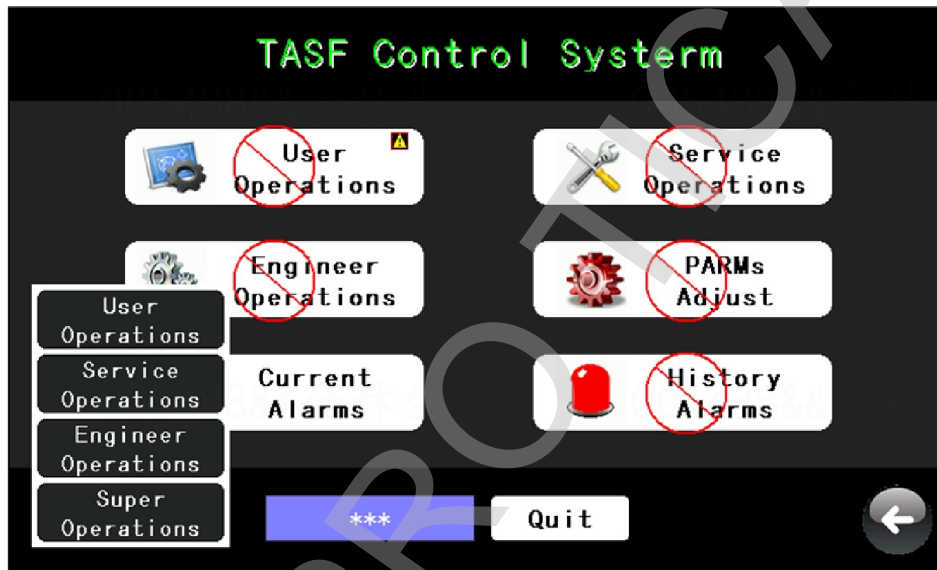 TASF Control Systerm
User
Operations
Service
Operations
Engineer
Operations
PARMs
Adjust
User
Operations
Service
Operations
Engineer
Operations
Super
Operations
Current
Alarms
History
Alarms
***
Quit